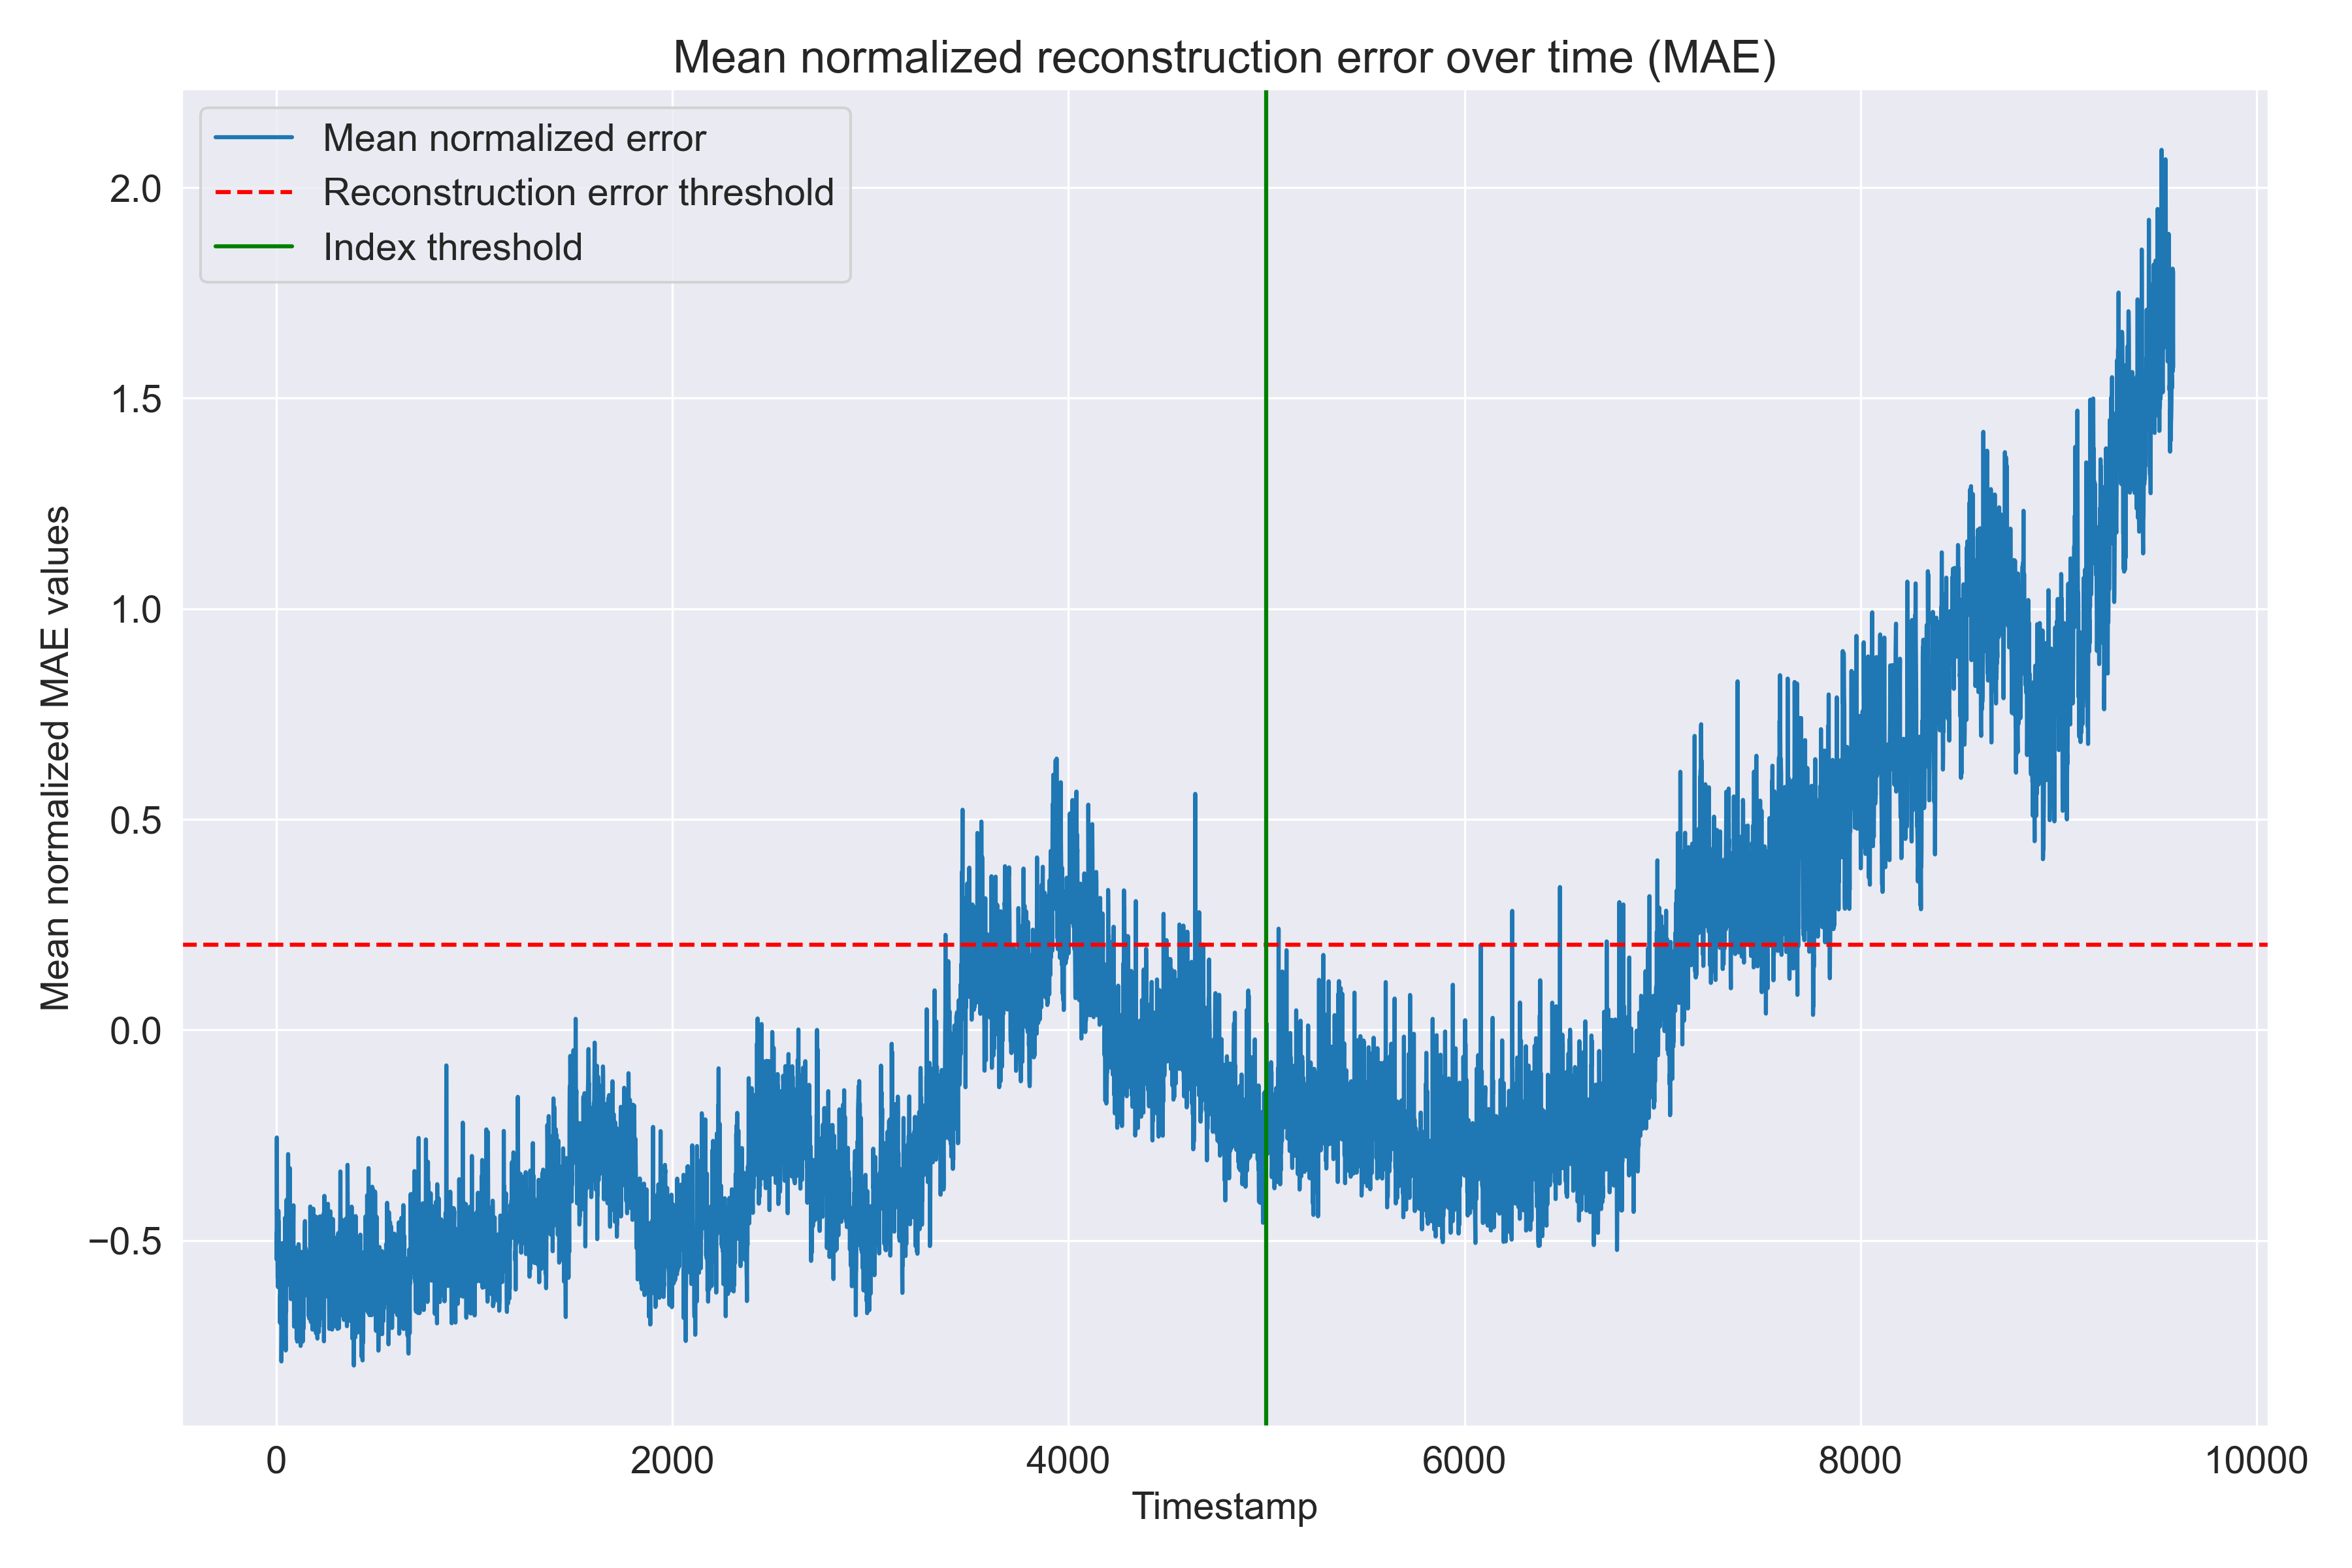 Mean normalized reconstruction error over time (MAE)
Mean normalized error
Reconstruction error threshold
Index threshold
Mean normalized MAE values
2.0
1.5
1.0
0.5
0.0
−0.5
0
2000
4000
6000
8000
10000
Timestamp